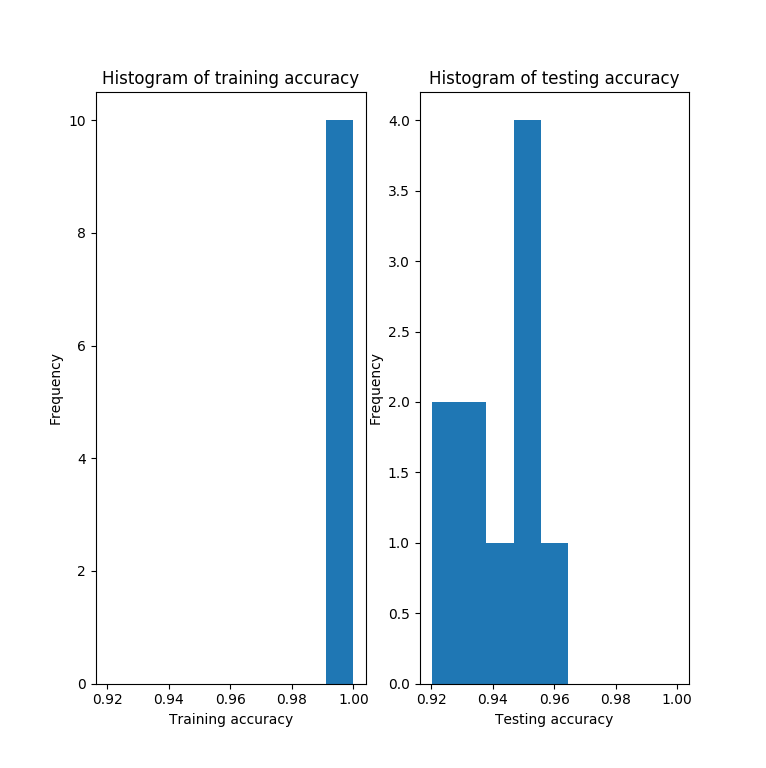 Histogram of training accuracy
10
8
6
4
2
0
Frequency
0.92 0.94 0.96 0.98 1.00
Training accuracy
Histogram of testing accuracy
4.0
3.5
3.0
2.5
2.0
1.5
1.0
0.5
0.0
Frequency
0.92 0.94 0.96 0.98 1.00
Testing accuracy